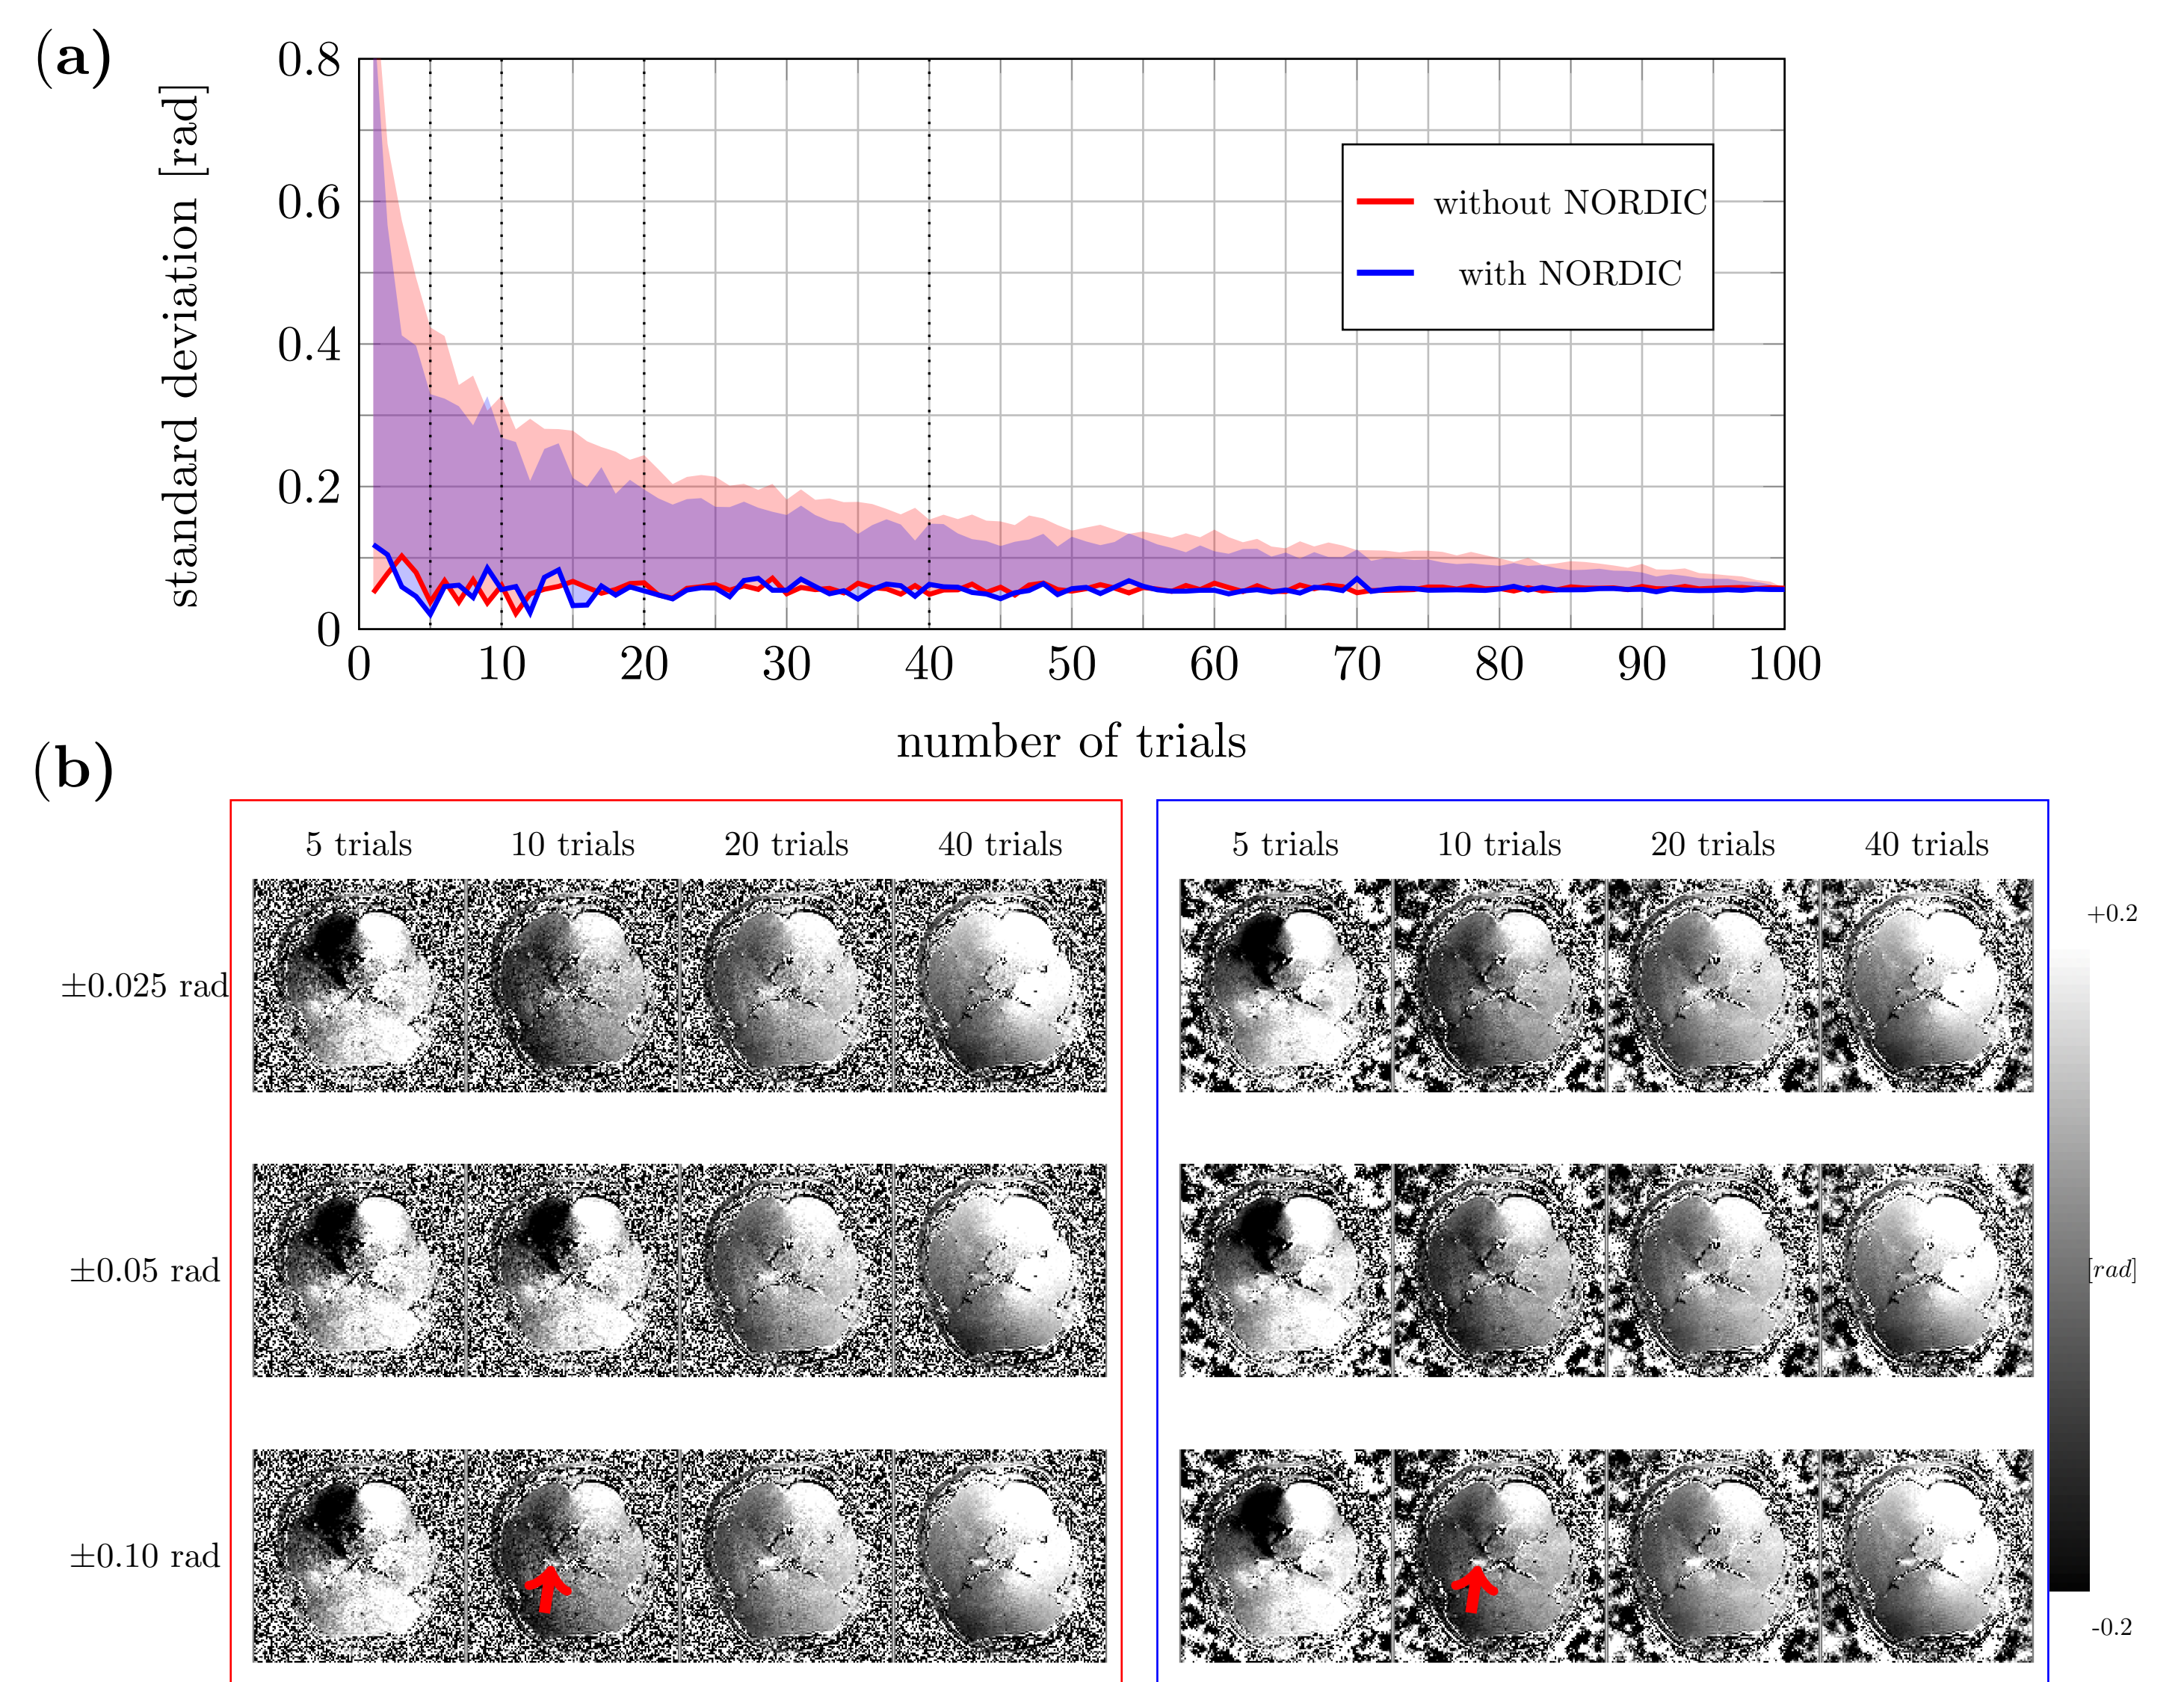 (a)
standard deviation [rad]
0.8
0.6
0.4
0.2
0
0 10 20 30 40 50 60 70 80 90 100
number of trials
without NORDIC
with NORDIC
(b)
5 trials 10 trials 20 trials 40 trials
5 trials 10 trials 20 trials 40 trials
±0.025 rad
±0.05 rad
±0.10 rad
+0.2
[rad]
-0.2